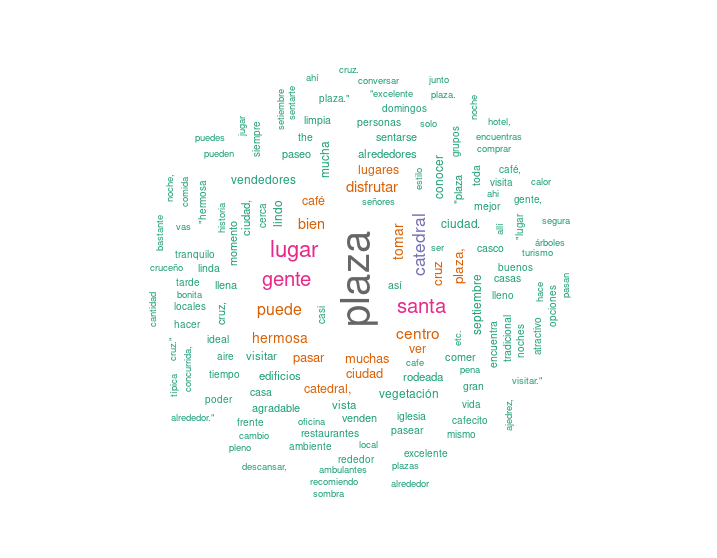 cruz.
ahí
conversar
junto
setiembre
sentarte
plaza."
"excelente
plaza.
domingos
noche
jugar
siempre
limpia
personas
solo
hotel,
puedes
the
sentarse
grupos
encuentras
pueden
paseo
mucha
alrededores
conocer
comprar
noche,
comida
"hermosa
vendedores
café
lugares
disfrutar
estilo
"plaza
toda
café,
visita
calor
señores
ahi
mejor
gente,
bastante
vas
historia
ciudad,
cerca
lindo
bien
plaza
tomar
catedral
ciudad.
allí
"lugar
segura
tranquilo
momento
lugar
ser
cruz
plaza,
casco
árboles
turismo
cruceño
linda
gente
así
buenos
casas
tarde
llena
santa
septiembre
lleno
hace
pasan
cantidad
bonita
locales
cruz,
puede
casi
opciones
hacer
hermosa
centro
etc.
encuentra
tradicional
noches
atractivo
cruz."
concurrida,
ideal
ver
aire
visitar
pasar
muchas
cafe
comer
pena
típica
tiempo
edificios
ciudad
rodeada
gran
visitar."
poder
casa
catedral,
vegetación
agradable
vista
vida
ajedrez,
alrededor."
frente
oficina
venden
iglesia
cafecito
cambio
restaurantes
pasear
mismo
pleno
ambiente
local
excelente
descansar,
rededor
ambulantes
plazas
recomiendo
alrededor
sombra